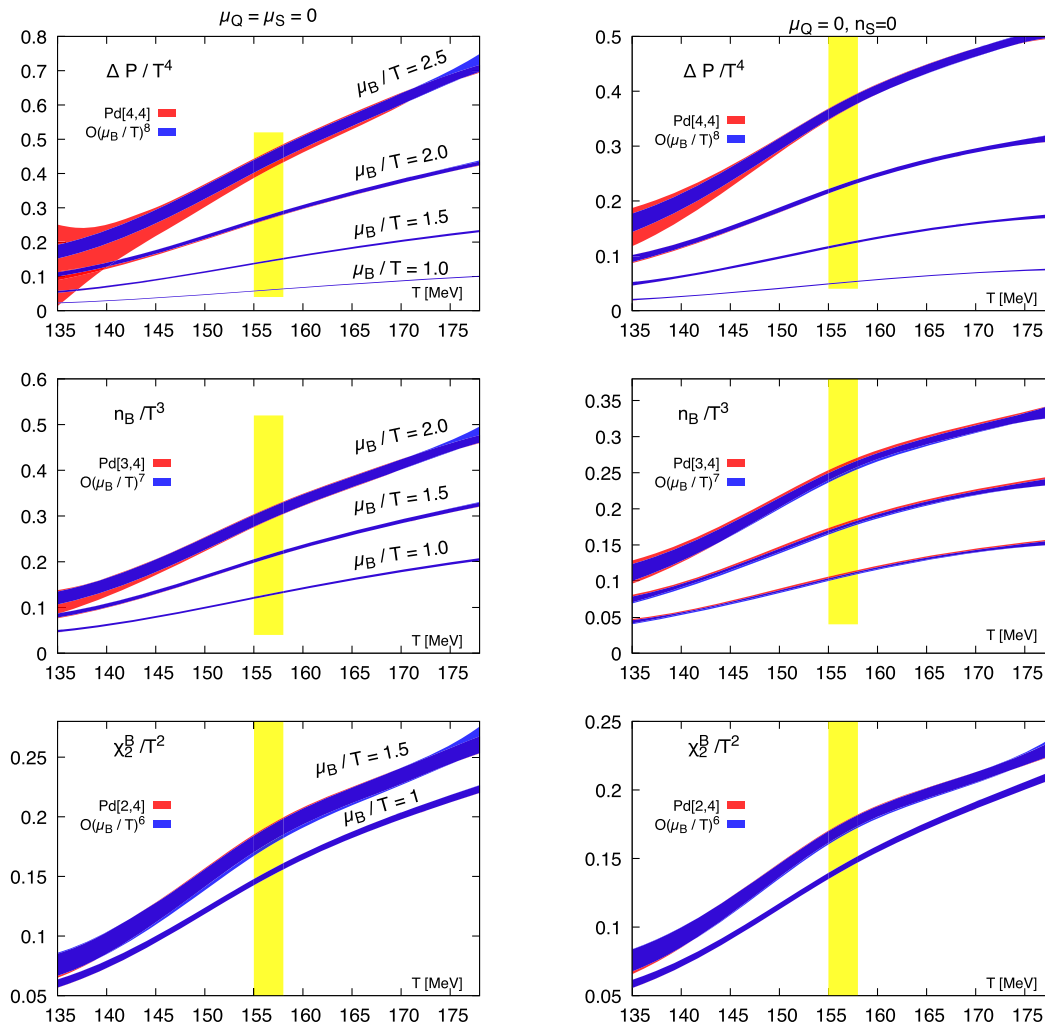 μQ = μS = 0
0.8
0.7
0.6
0.5
0.4
0.3
0.2
0.1
0
Δ P / T⁴
Pd[4,4]
O(μB / T)⁸
μB / T = 2.5
μB / T = 2.0
μB / T = 1.5
μB / T = 1.0
T [MeV]
135 140 145 150 155 160 165 170 175
μQ = 0, nS=0
0.5
0.4
0.3
0.2
0.1
0
Δ P /T⁴
Pd[4,4]
O(μB / T)⁸
T [MeV]
135 140 145 150 155 160 165 170 175
0.6
0.5
0.4
0.3
0.2
0.1
0
nB /T³
Pd[3,4]
O(μB / T)⁷
μB / T = 2.0
μB / T = 1.5
μB / T = 1.0
T [MeV]
135 140 145 150 155 160 165 170 175
0.35
0.3
0.25
0.2
0.15
0.1
0.05
0
nB /T³
Pd[3,4]
O(μB / T)⁷
T [MeV]
135 140 145 150 155 160 165 170 175
0.25
0.2
0.15
0.1
0.05
χ₂ᴮ /T²
Pd[2,4]
O(μB / T)⁶
μB / T = 1.5
μB / T = 1
T [MeV]
135 140 145 150 155 160 165 170 175
0.25
0.2
0.15
0.1
0.05
χ₂ᴮ /T²
Pd[2,4]
O(μB / T)⁶
T [MeV]
135 140 145 150 155 160 165 170 175